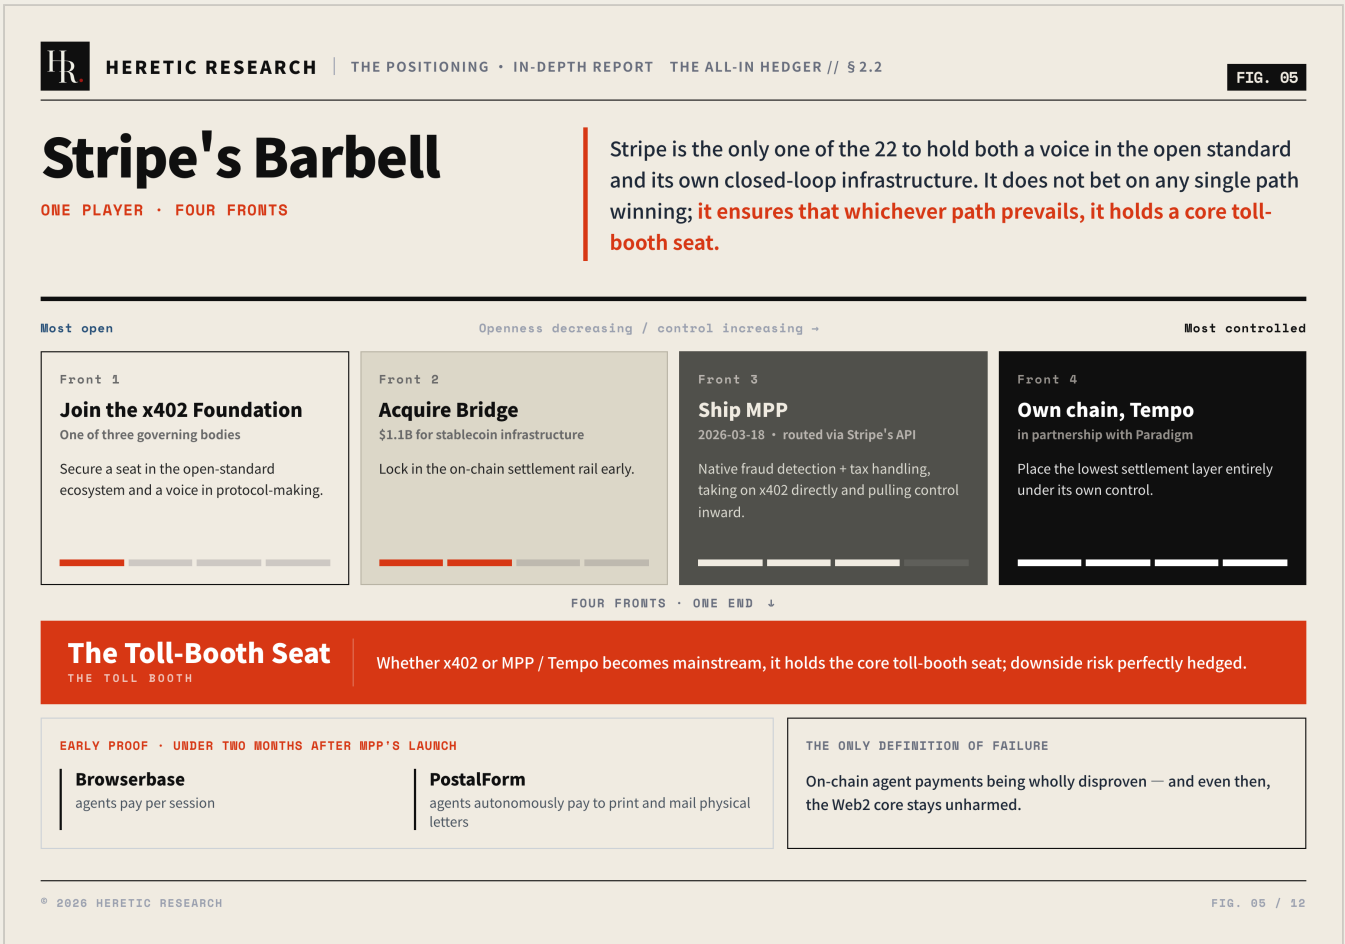 HR.
HERETIC RESEARCH
THE POSITIONING • IN-DEPTH REPORT THE ALL-IN HEDGER // § 2.2
FIG. 05
Stripe's Barbell
ONE PLAYER · FOUR FRONTS
Stripe is the only one of the 22 to hold both a voice in the open standard
and its own closed-loop infrastructure. It does not bet on any single path
winning; it ensures that whichever path prevails, it holds a core toll-
booth seat.
Most open
Openness decreasing / control increasing →
Most controlled
Front 1
Join the x402 Foundation
One of three governing bodies
Secure a seat in the open-standard
ecosystem and a voice in protocol-making.
Front 2
Acquire Bridge
$1.1B for stablecoin infrastructure
Lock in the on-chain settlement rail early.
Front 3
Ship MPP
2026-03-18 • routed via Stripe's API
Native fraud detection + tax handling,
taking on x402 directly and pulling control
inward.
Front 4
Own chain, Tempo
in partnership with Paradigm
Place the lowest settlement layer entirely
under its own control.
FOUR FRONTS · ONE END ↓
The Toll-Booth Seat
THE TOLL BOOTH
Whether x402 or MPP / Tempo becomes mainstream, it holds the core toll-booth seat; downside risk perfectly hedged.
EARLY PROOF · UNDER TWO MONTHS AFTER MPP'S LAUNCH
Browserbase
agents pay per session
PostalForm
agents autonomously pay to print and mail physical
letters
THE ONLY DEFINITION OF FAILURE
On-chain agent payments being wholly disproven — and even then,
the Web2 core stays unharmed.
© 2026 HERETIC RESEARCH
FIG. 05 / 12